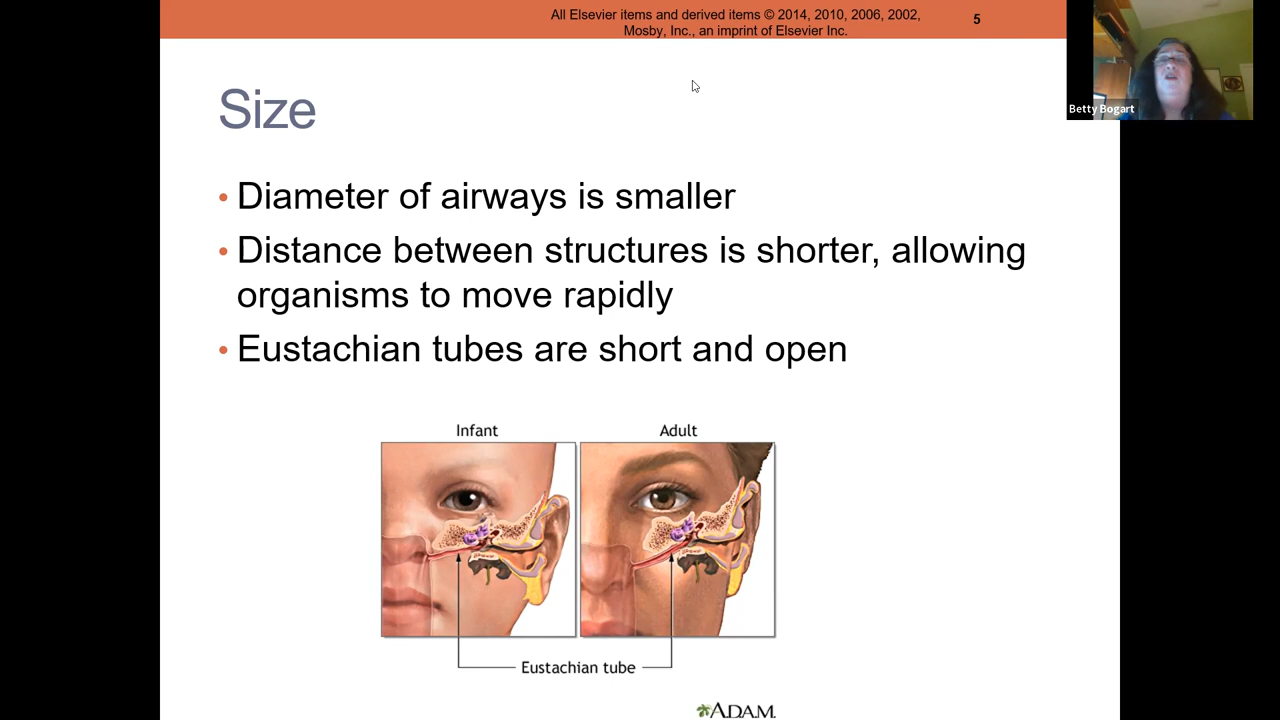 All Elsevier items and derived items © 2014, 2010, 2006, 2002,
Mosby, Inc., an imprint of Elsevier Inc.
5
Betty Bogart
Size
• Diameter of airways is smaller
• Distance between structures is shorter, allowing
organisms to move rapidly
• Eustachian tubes are short and open
Infant
Adult
Eustachian tube
A.D.A.M.